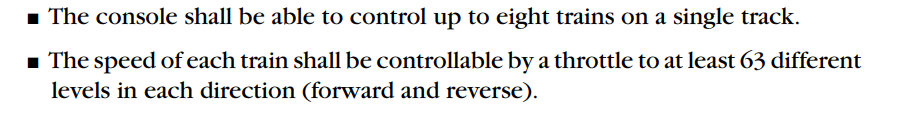 ■ The console shall be able to control up to eight trains on a single track.
■ The speed of each train shall be controllable by a throttle to at least 63 different
levels in each direction (forward and reverse).